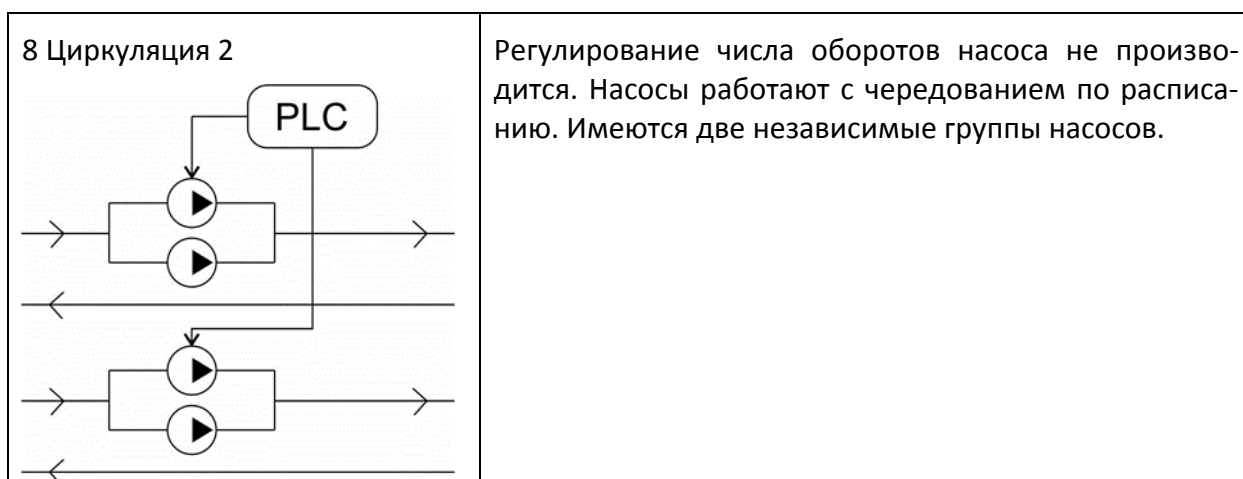 8 Циркуляция 2
PLC
Регулирование числа оборотов насоса не произво-
дится. Насосы работают с чередованием по расписа-
нию. Имеются две независимые группы насосов.